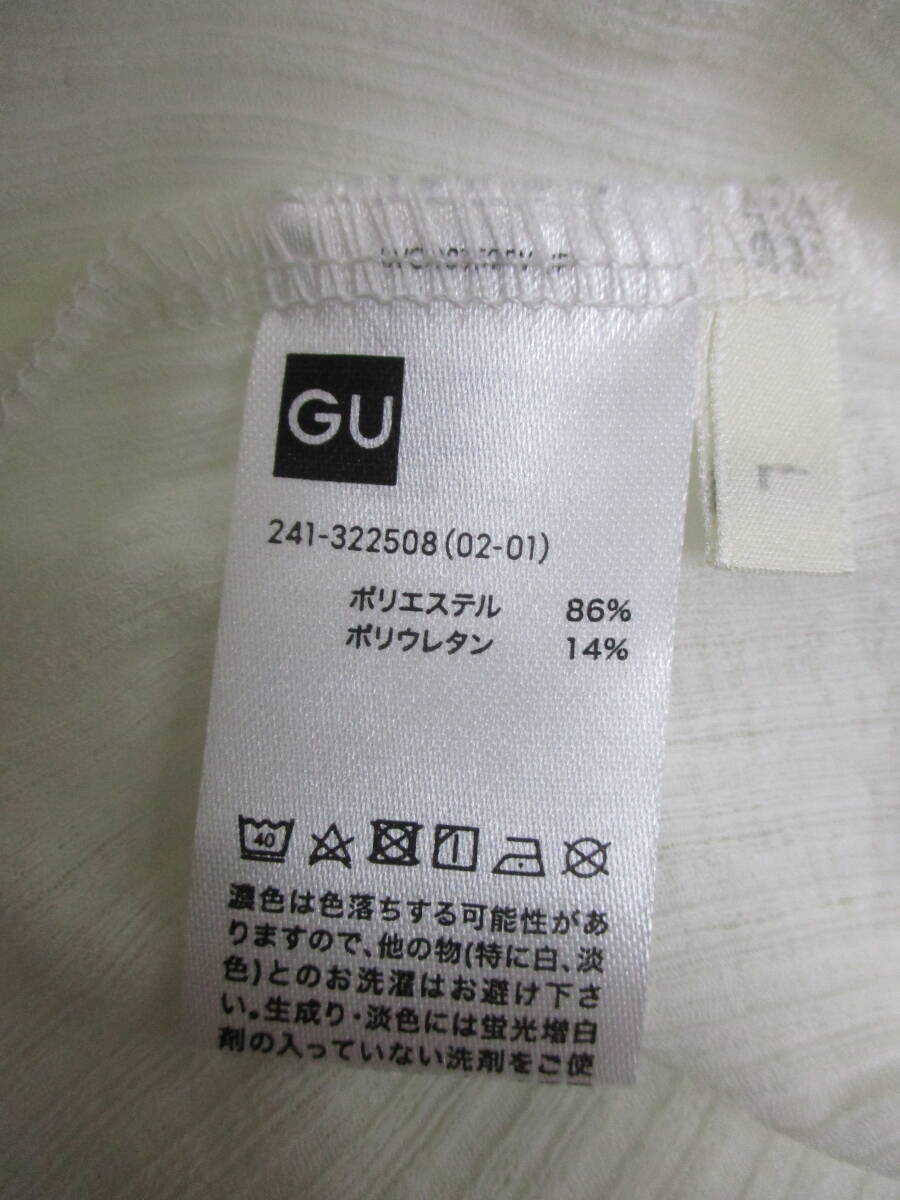 GU
241-322508(02-01)
ポリエステル 86%
ポリウレタン 14%
40
濃色は色落ちする可能性があ
りますので、他の物(特に白、淡
色)とのお洗濯はお避け下さ
い。生成り・淡色には蛍光増白
剤の入っていない洗剤をご使
L